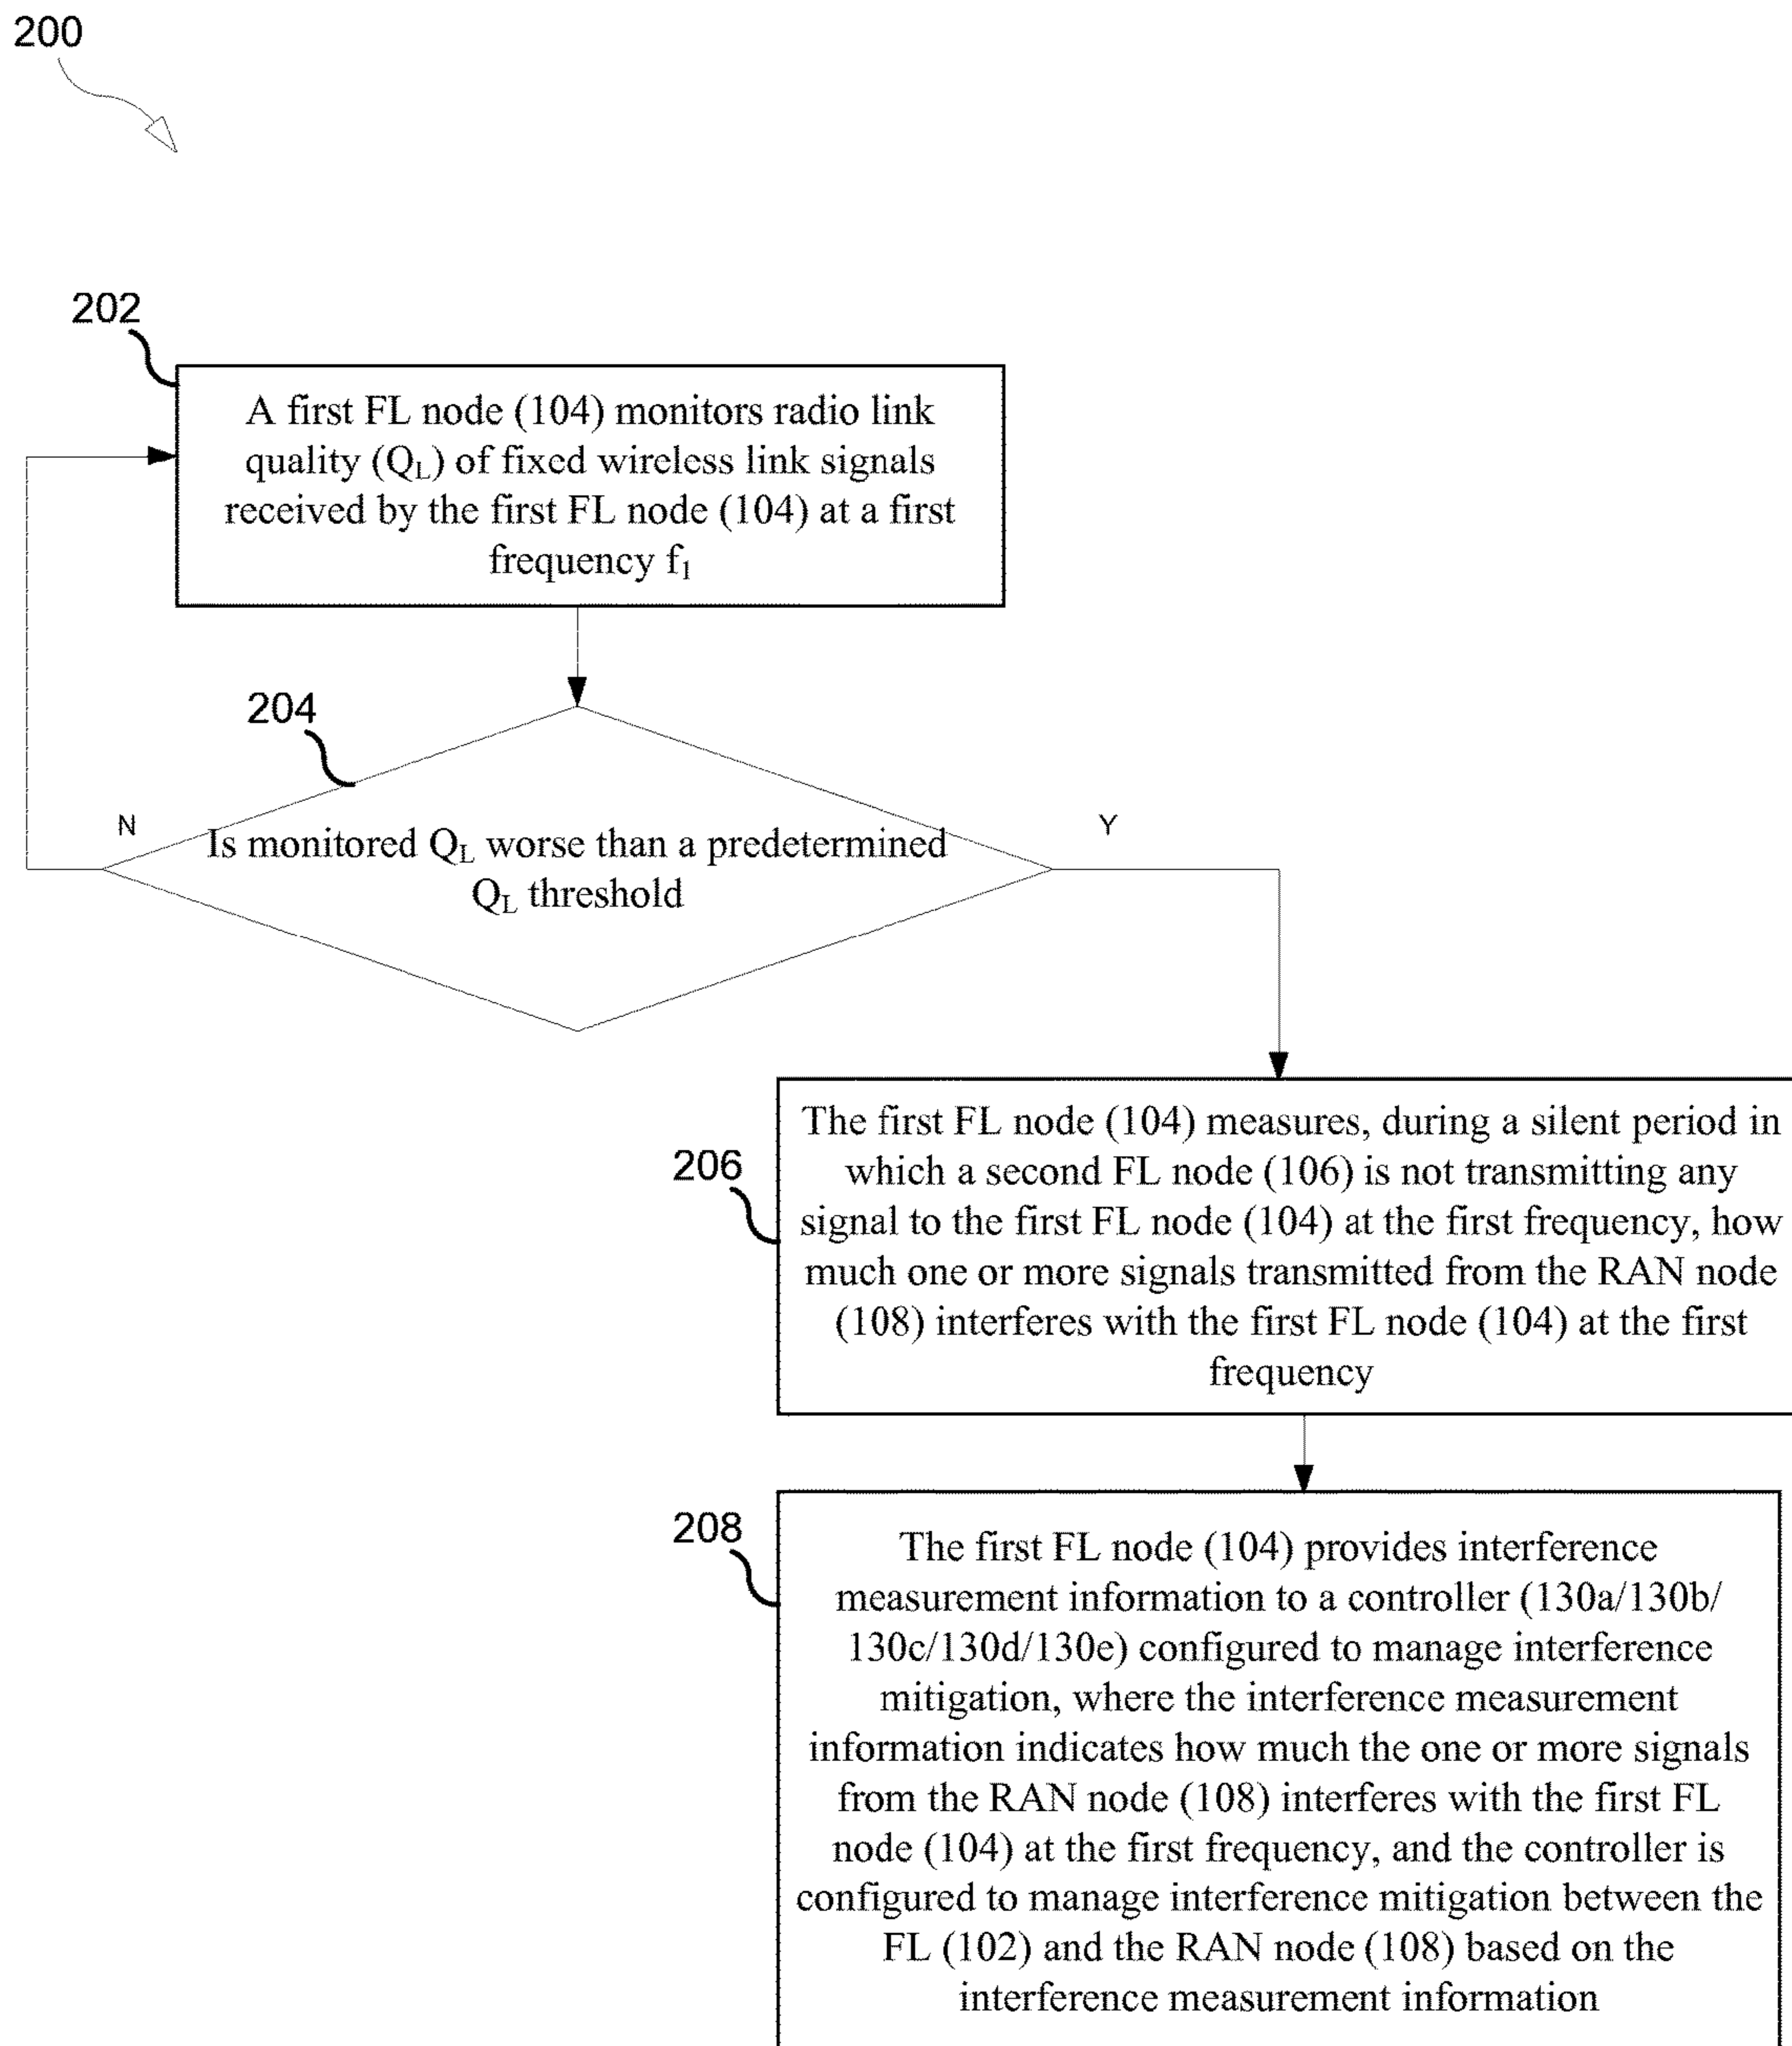 200
202
A first FL node (104) monitors radio link
quality (QL) of fixed wireless link signals
received by the first FL node (104) at a first
frequency f1
204
N
Y
Is monitored QL worse than a predetermined
QL threshold
206
The first FL node (104) measures, during a silent period in
which a second FL node (106) is not transmitting any
signal to the first FL node (104) at the first frequency, how
much one or more signals transmitted from the RAN node
(108) interferes with the first FL node (104) at the first
frequency
208
The first FL node (104) provides interference
measurement information to a controller (130a/130b/
130c/130d/130e) configured to manage interference
mitigation, where the interference measurement
information indicates how much the one or more signals
from the RAN node (108) interferes with the first FL
node (104) at the first frequency, and the controller is
configured to manage interference mitigation between the
FL (102) and the RAN node (108) based on the
interference measurement information